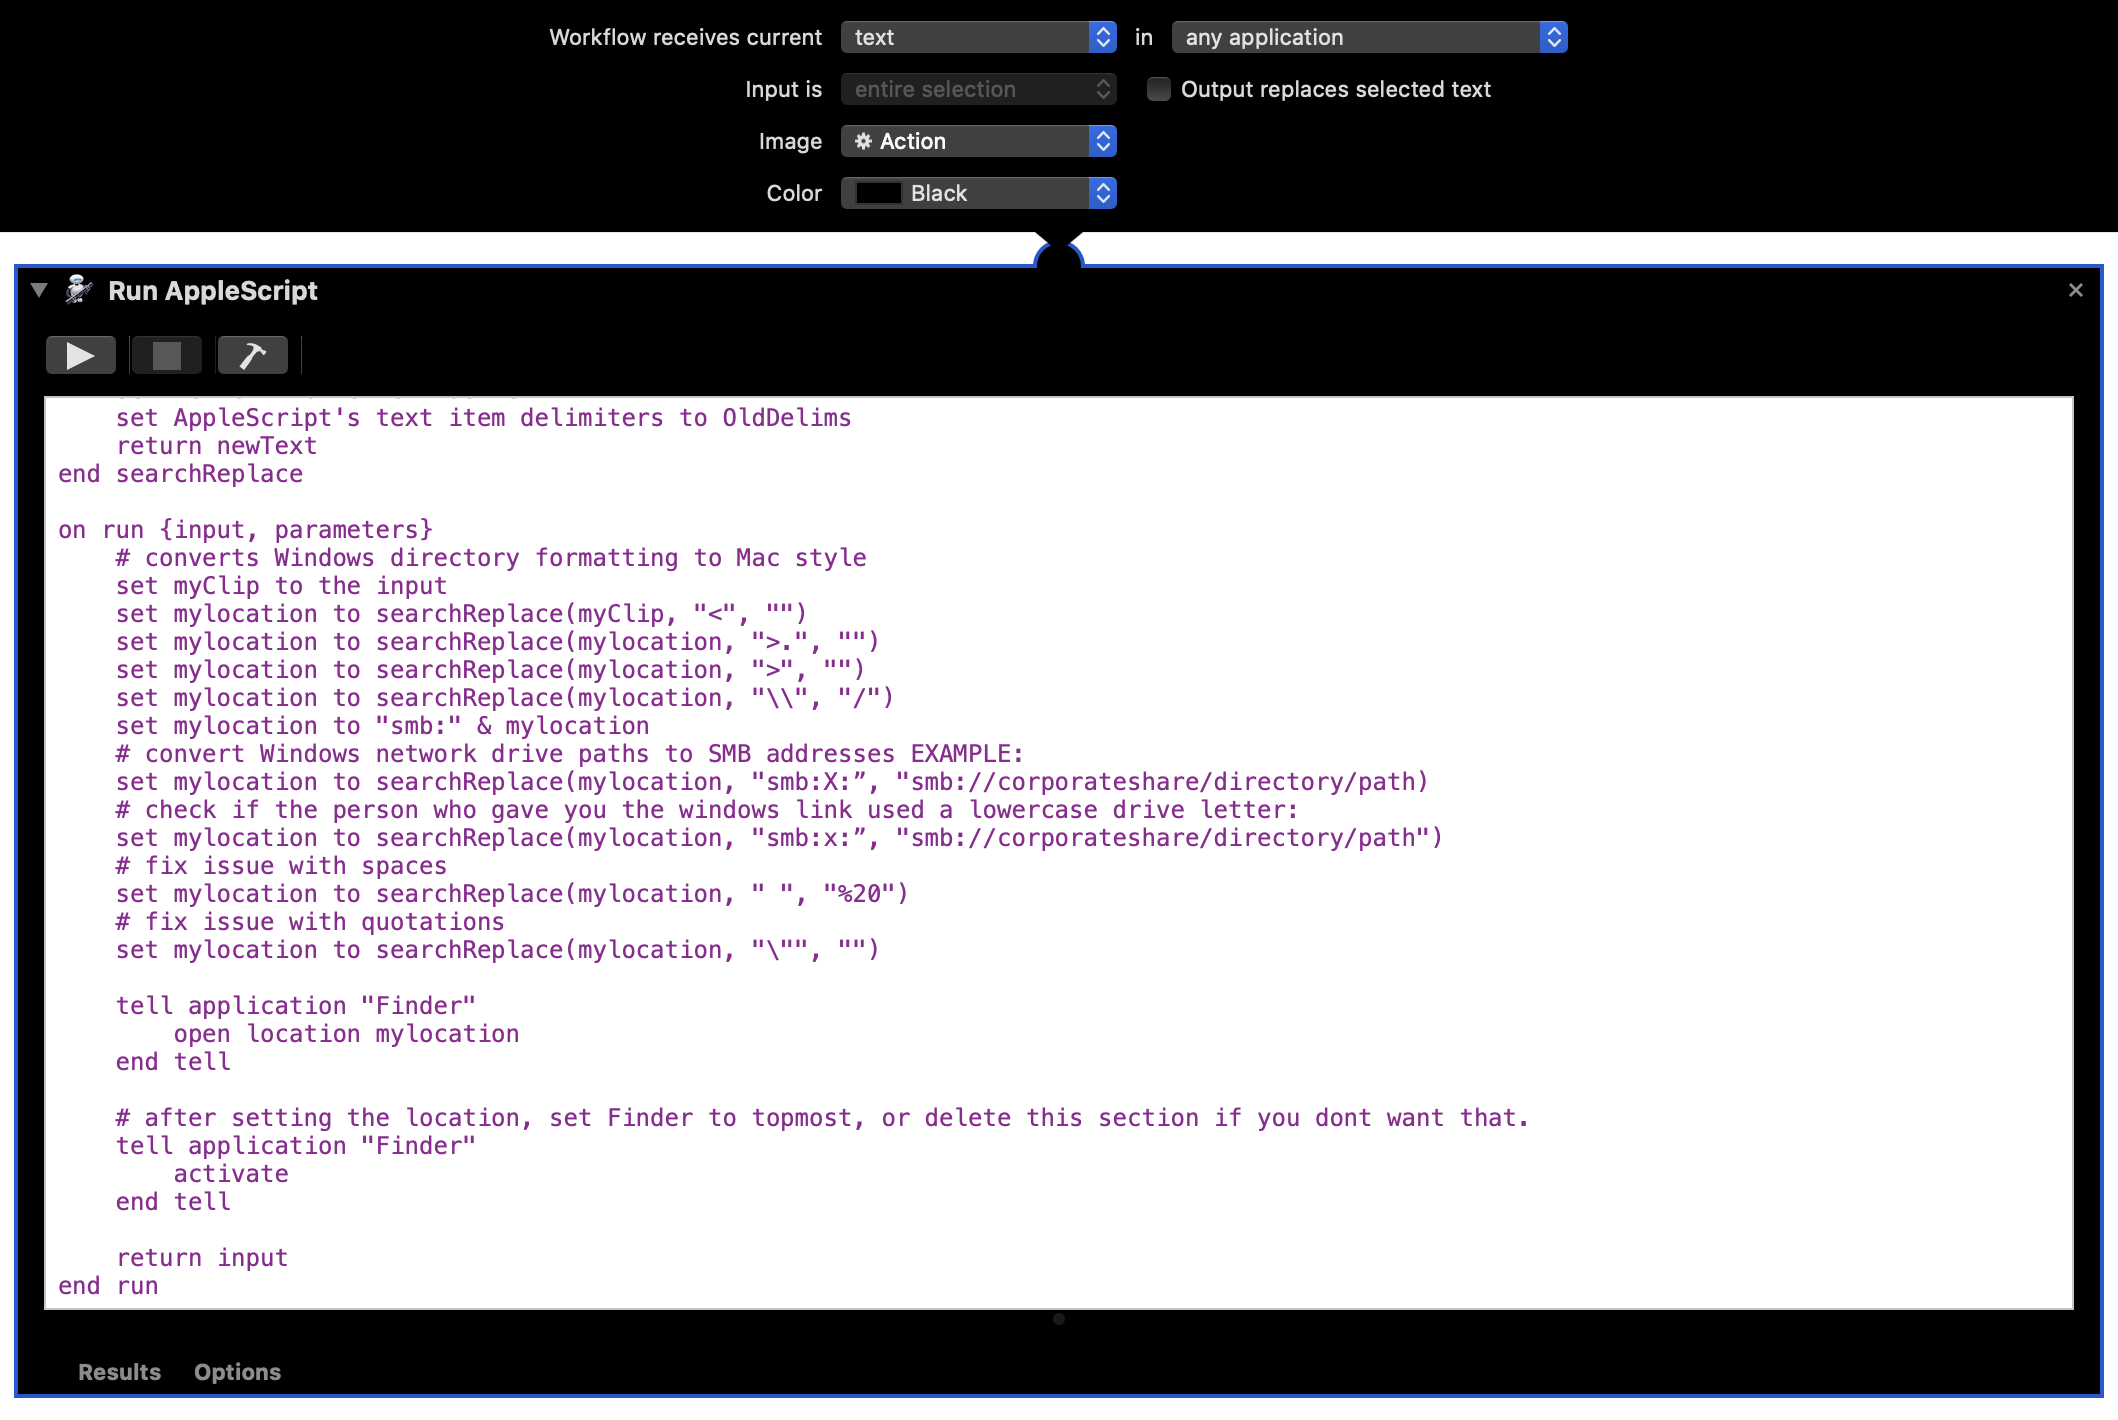 Workflow receives current text in any application
Input is entire selection Output replaces selected text
Image Action
Color Black
Run AppleScript
    set AppleScript's text item delimiters to OldDelims
    return newText
end searchReplace

on run {input, parameters}
    # converts Windows directory formatting to Mac style
    set myClip to the input
    set mylocation to searchReplace(myClip, "<", "")
    set mylocation to searchReplace(mylocation, ">.", "")
    set mylocation to searchReplace(mylocation, ">", "")
    set mylocation to searchReplace(mylocation, "\\", "/")
    set mylocation to "smb:" & mylocation
    # convert Windows network drive paths to SMB addresses EXAMPLE:
    set mylocation to searchReplace(mylocation, "smb:X:”, "smb://corporateshare/directory/path)
    # check if the person who gave you the windows link used a lowercase drive letter:
    set mylocation to searchReplace(mylocation, "smb:x:”, "smb://corporateshare/directory/path")
    # fix issue with spaces
    set mylocation to searchReplace(mylocation, " ", "%20")
    # fix issue with quotations
    set mylocation to searchReplace(mylocation, "\"", "")

    tell application "Finder"
        open location mylocation
    end tell

    # after setting the location, set Finder to topmost, or delete this section if you dont want that.
    tell application "Finder"
        activate
    end tell

    return input
end run
Results Options